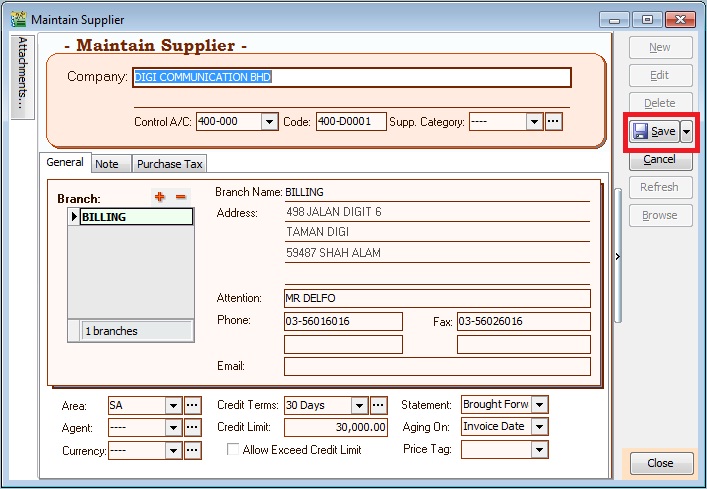 Maintain Supplier
Attachments...
- Maintain Supplier -
Company: DIGI COMMUNICATION BHD
Control A/C: 400-000 Code: 400-D0001 Supp. Category: ----
General Note Purchase Tax
Branch:
BILLING
1 branches
Branch Name: BILLING
Address: 498 JALAN DIGIT 6
TAMAN DIGI
59487 SHAH ALAM
Attention: MR DELFO
Phone: 03-56016016 Fax: 03-56026016
Email:
Area: SA Credit Terms: 30 Days Statement: Brought Forw
Agent: ---- Credit Limit: 30,000.00 Aging On: Invoice Date
Currency: ---- Allow Exceed Credit Limit Price Tag:
New
Edit
Delete
Save
Cancel
Refresh
Browse
Close